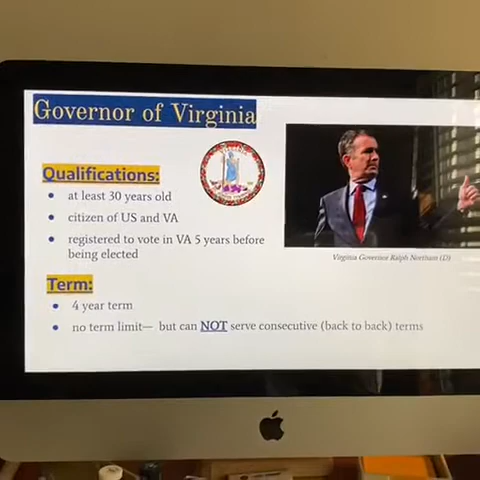 Governor of Virginia
Qualifications:
at least 30 years old
citizen of US and VA
registered to vote in VA 5 years before
being elected
Virginia Governor Ralph Northam (D)
Term:
4 year term
no term limit— but can NOT serve consecutive (back to back) terms